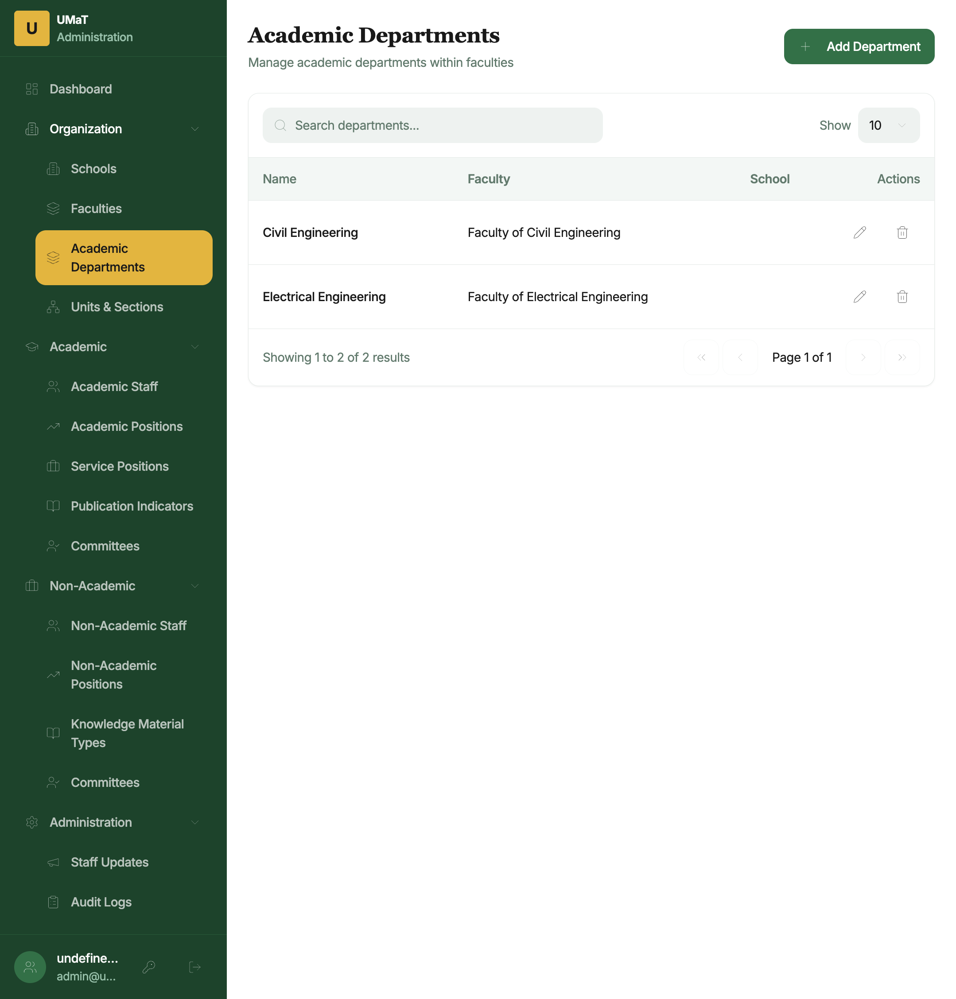 U
UMaT
Administration
Dashboard
Organization
Schools
Faculties
Academic
Departments
Units & Sections
Academic
Academic Staff
Academic Positions
Service Positions
Publication Indicators
Committees
Non-Academic
Non-Academic Staff
Non-Academic
Positions
Knowledge Material
Types
Committees
Administration
Staff Updates
Audit Logs
undefine...
admin@u...
Academic Departments
Manage academic departments within faculties
Add Department
Search departments...
Show 10
Name Faculty School Actions
Civil Engineering Faculty of Civil Engineering
Electrical Engineering Faculty of Electrical Engineering
Showing 1 to 2 of 2 results
Page 1 of 1